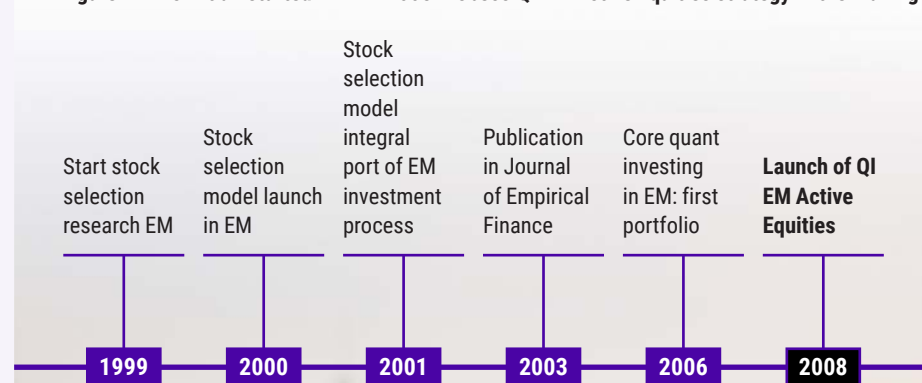 Start stock
selection
research EM
Stock
selection
model launch
in EM
Stock
selection
model
integral
port of EM
investment
process
Publication
in Journal
of Empirical
Finance
Core quant
investing
in EM: first
portfolio
Launch of QI
EM Active
Equities
1999
2000
2001
2003
2006
2008